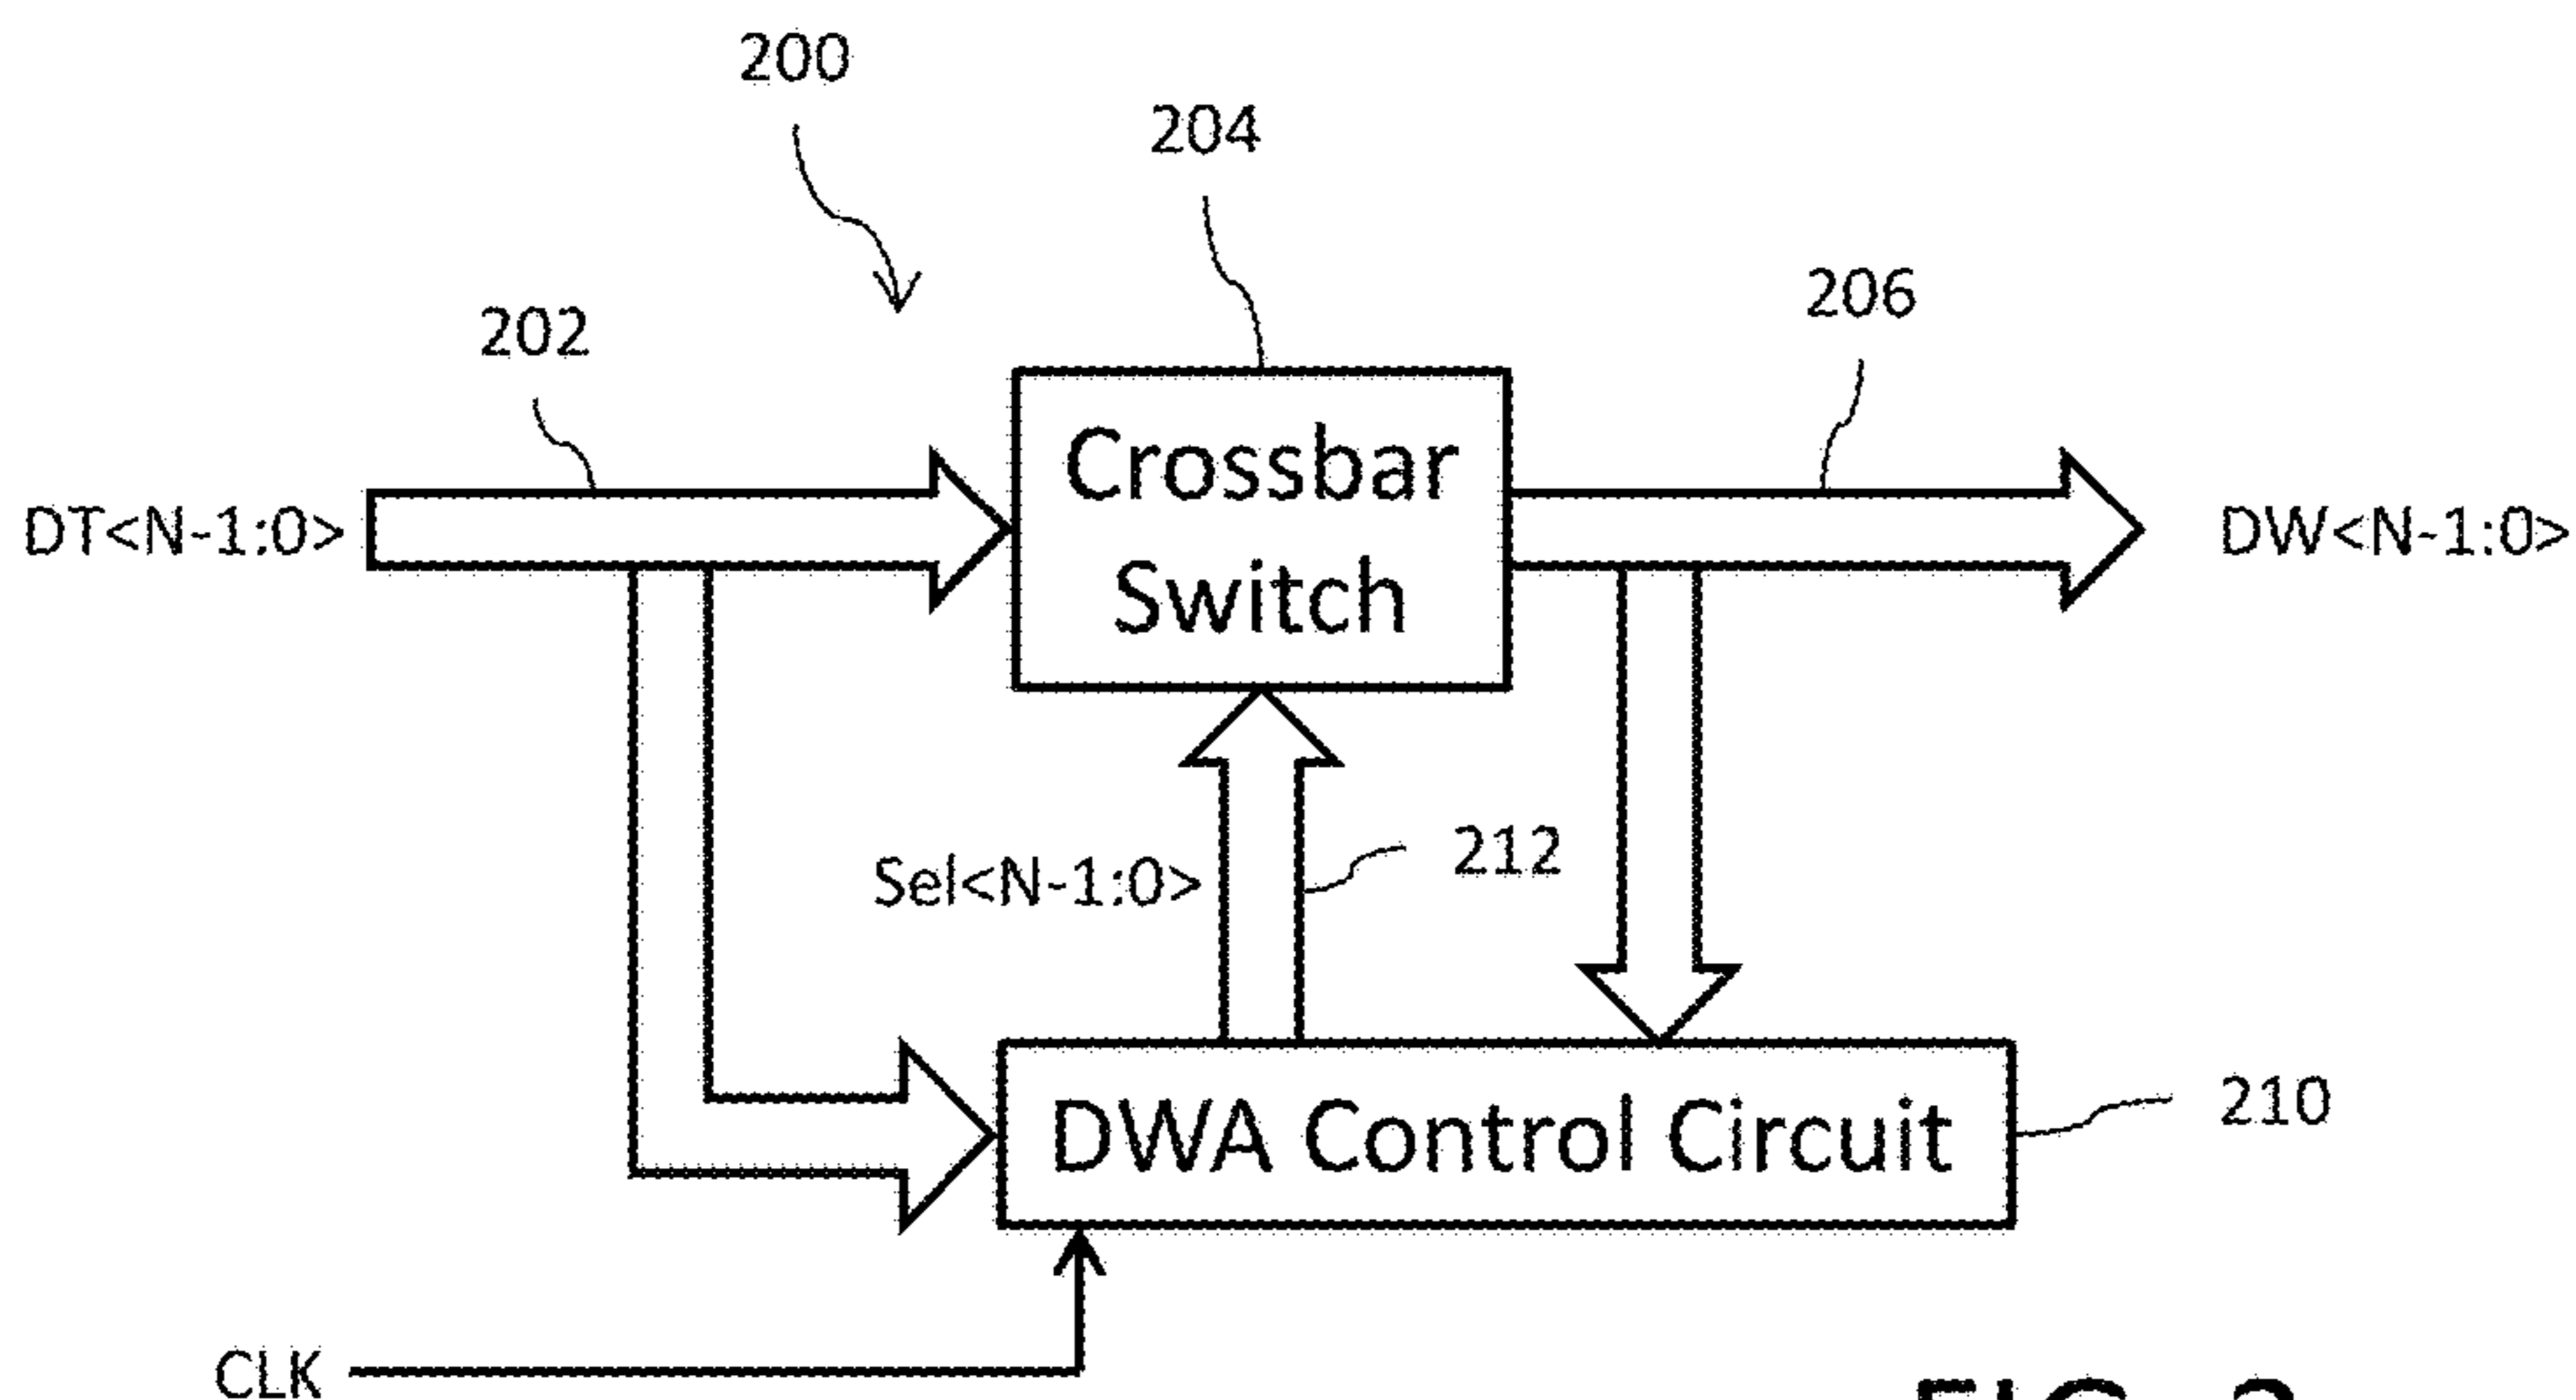 200
204
206
202
Crossbar
Switch
DT<N-1:0>
DW<N-1:0>
Sel<N-1:0>
212
DWA Control Circuit
210
CLK